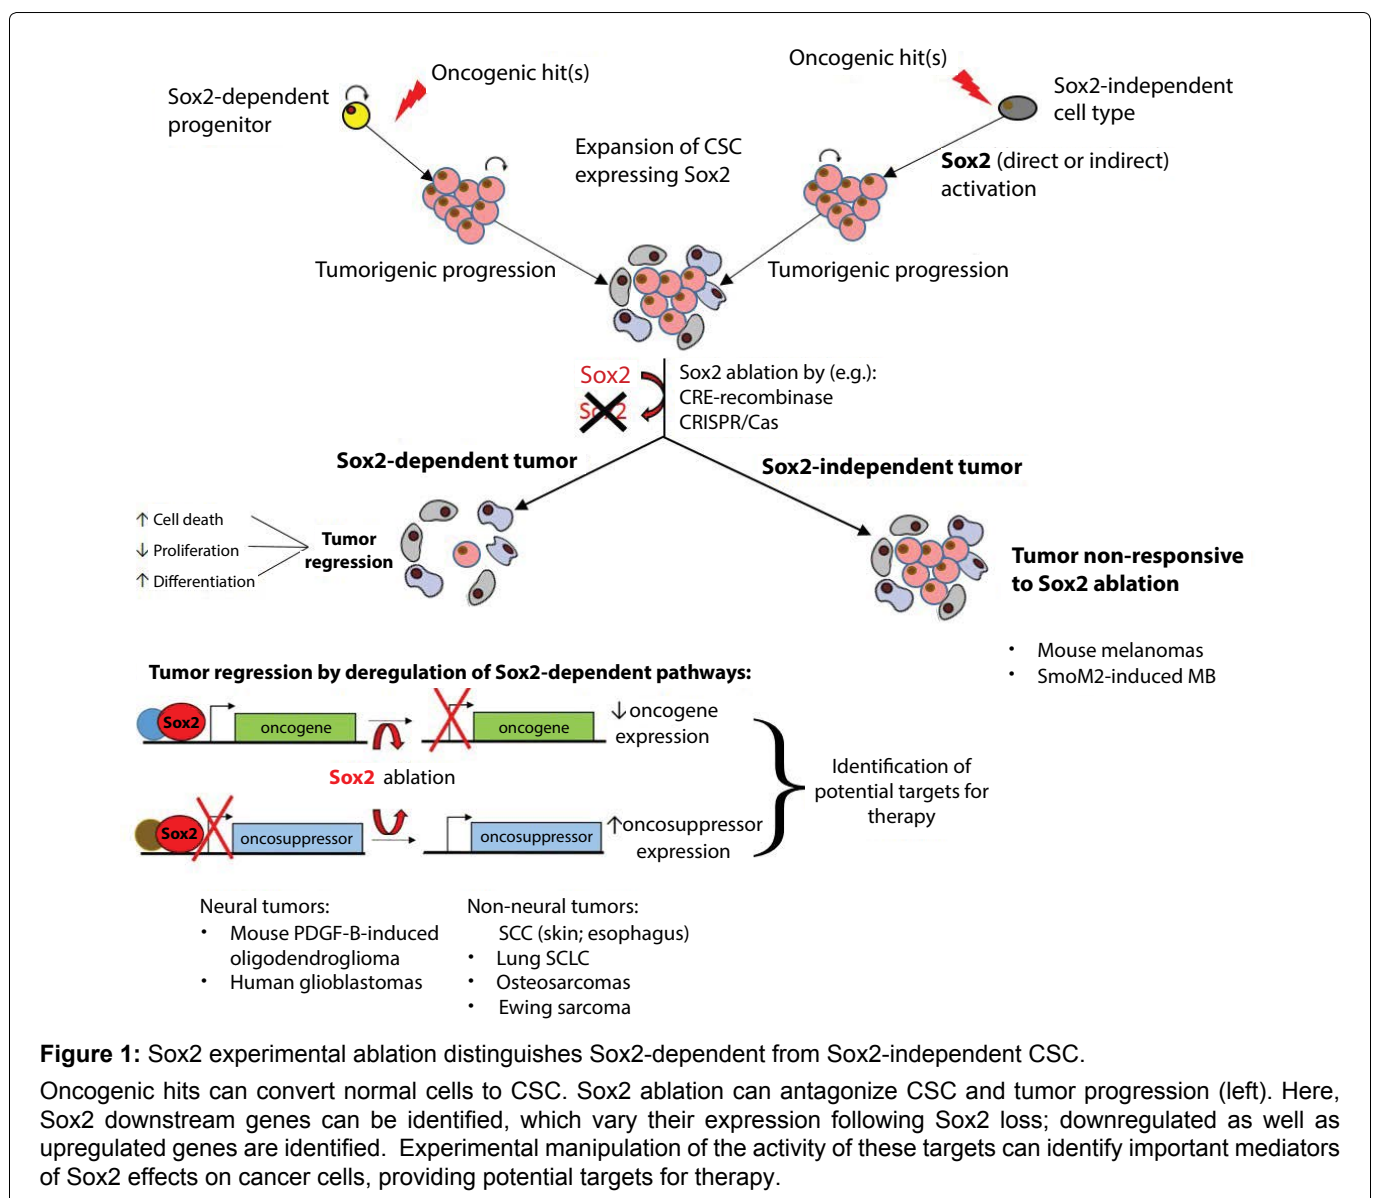 Oncogenic hit(s)
Oncogenic hit(s)
Sox2-dependent
progenitor
Sox2-independent
cell type
Expansion of CSC
expressing Sox2
Sox2 (direct or indirect)
activation
Tumorigenic progression
Tumorigenic progression
Sox2
Sox2
Sox2 ablation by (e.g.):
CRE-recombinase
CRISPR/Cas
Sox2-dependent tumor
Sox2-independent tumor
↑ Cell death
↓ Proliferation
↑ Differentiation
Tumor
regression
Tumor non-responsive
to Sox2 ablation
• Mouse melanomas
• SmoM2-induced MB
Tumor regression by deregulation of Sox2-dependent pathways:
Sox2
oncogene
oncogene
↓oncogene
expression
Sox2 ablation
Identification of
potential targets for
therapy
Sox2
oncosuppressor
oncosuppressor
↑oncosuppressor
expression
Neural tumors:
• Mouse PDGF-B-induced
oligodendroglioma
• Human glioblastomas
Non-neural tumors:
SCC (skin; esophagus)
• Lung SCLC
• Osteosarcomas
• Ewing sarcoma
Figure 1: Sox2 experimental ablation distinguishes Sox2-dependent from Sox2-independent CSC.
Oncogenic hits can convert normal cells to CSC. Sox2 ablation can antagonize CSC and tumor progression (left). Here,
Sox2 downstream genes can be identified, which vary their expression following Sox2 loss; downregulated as well as
upregulated genes are identified. Experimental manipulation of the activity of these targets can identify important mediators
of Sox2 effects on cancer cells, providing potential targets for therapy.